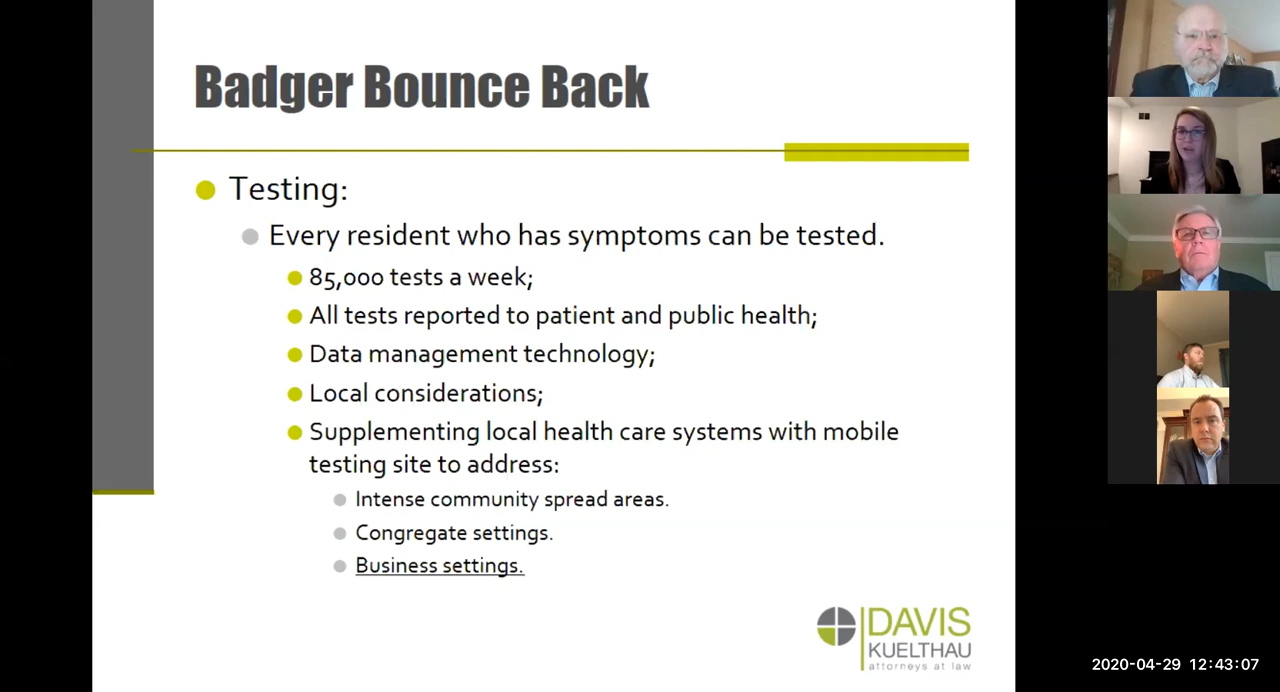 Badger Bounce Back
Testing:
Every resident who has symptoms can be tested.
85,000 tests a week;
All tests reported to patient and public health;
Data management technology;
Local considerations;
Supplementing local health care systems with mobile
testing site to address:
Intense community spread areas.
Congregate settings.
Business settings.
DAVIS
KUELTHAU
attorneys at law
2020-04-29 12:43:07